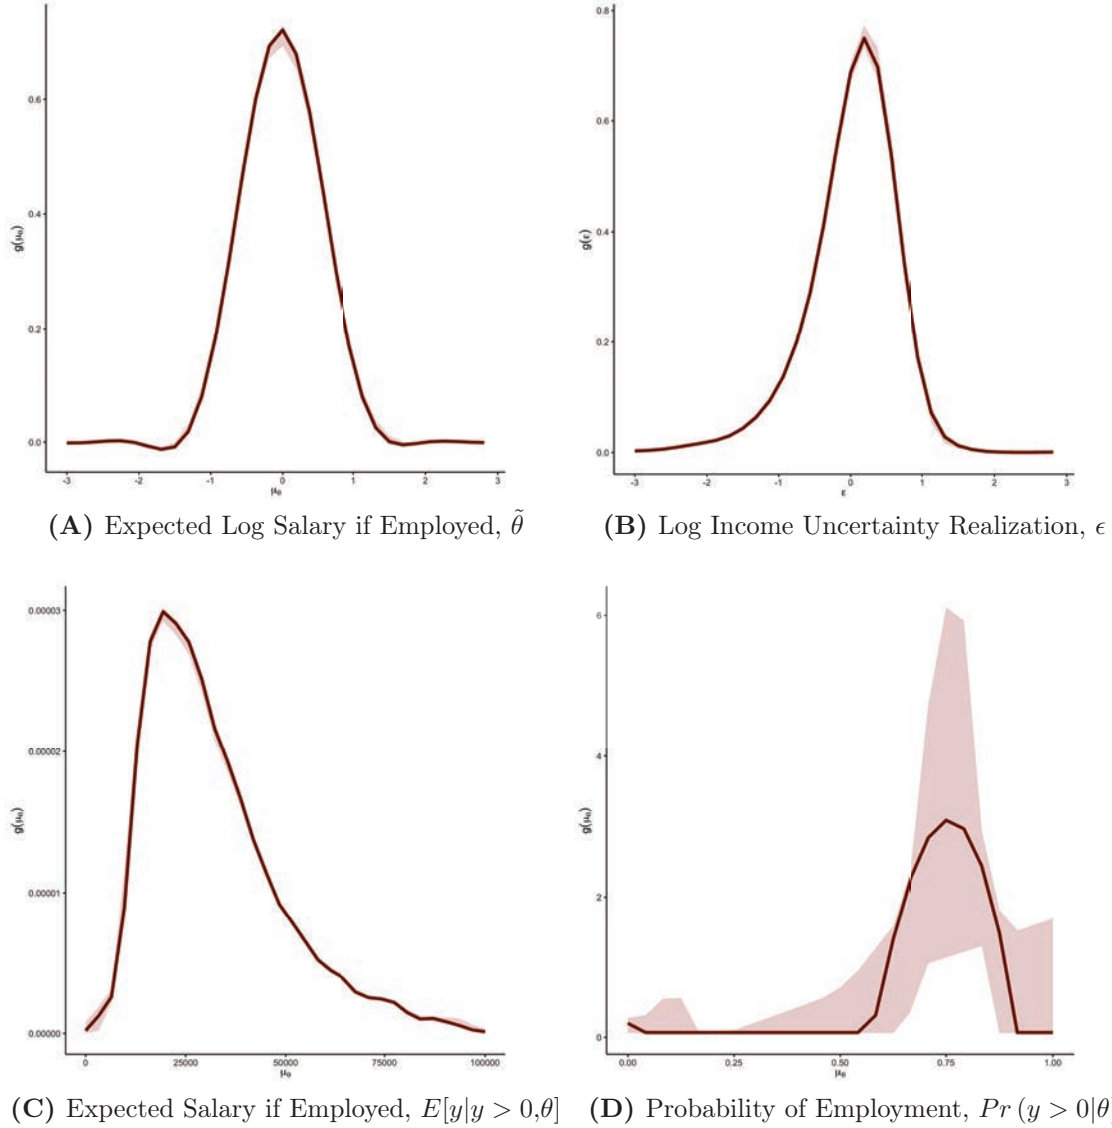 0.6
0.4
0.2
0.0
g(μθ)
-3 -2 -1 0 1 2 3
μθ
(A) Expected Log Salary if Employed, θ̃
0.8
0.6
0.4
0.2
0.0
g(ε)
-3 -2 -1 0 1 2 3
ε
(B) Log Income Uncertainty Realization, ϵ
0.00003
0.00002
0.00001
0.00000
g(μθ)
0 25000 50000 75000 100000
μθ
(C) Expected Salary if Employed, E[y|y > 0,θ]
6
4
2
0
g(μθ)
0.00 0.25 0.50 0.75 1.00
μθ
(D) Probability of Employment, Pr (y > 0|θ